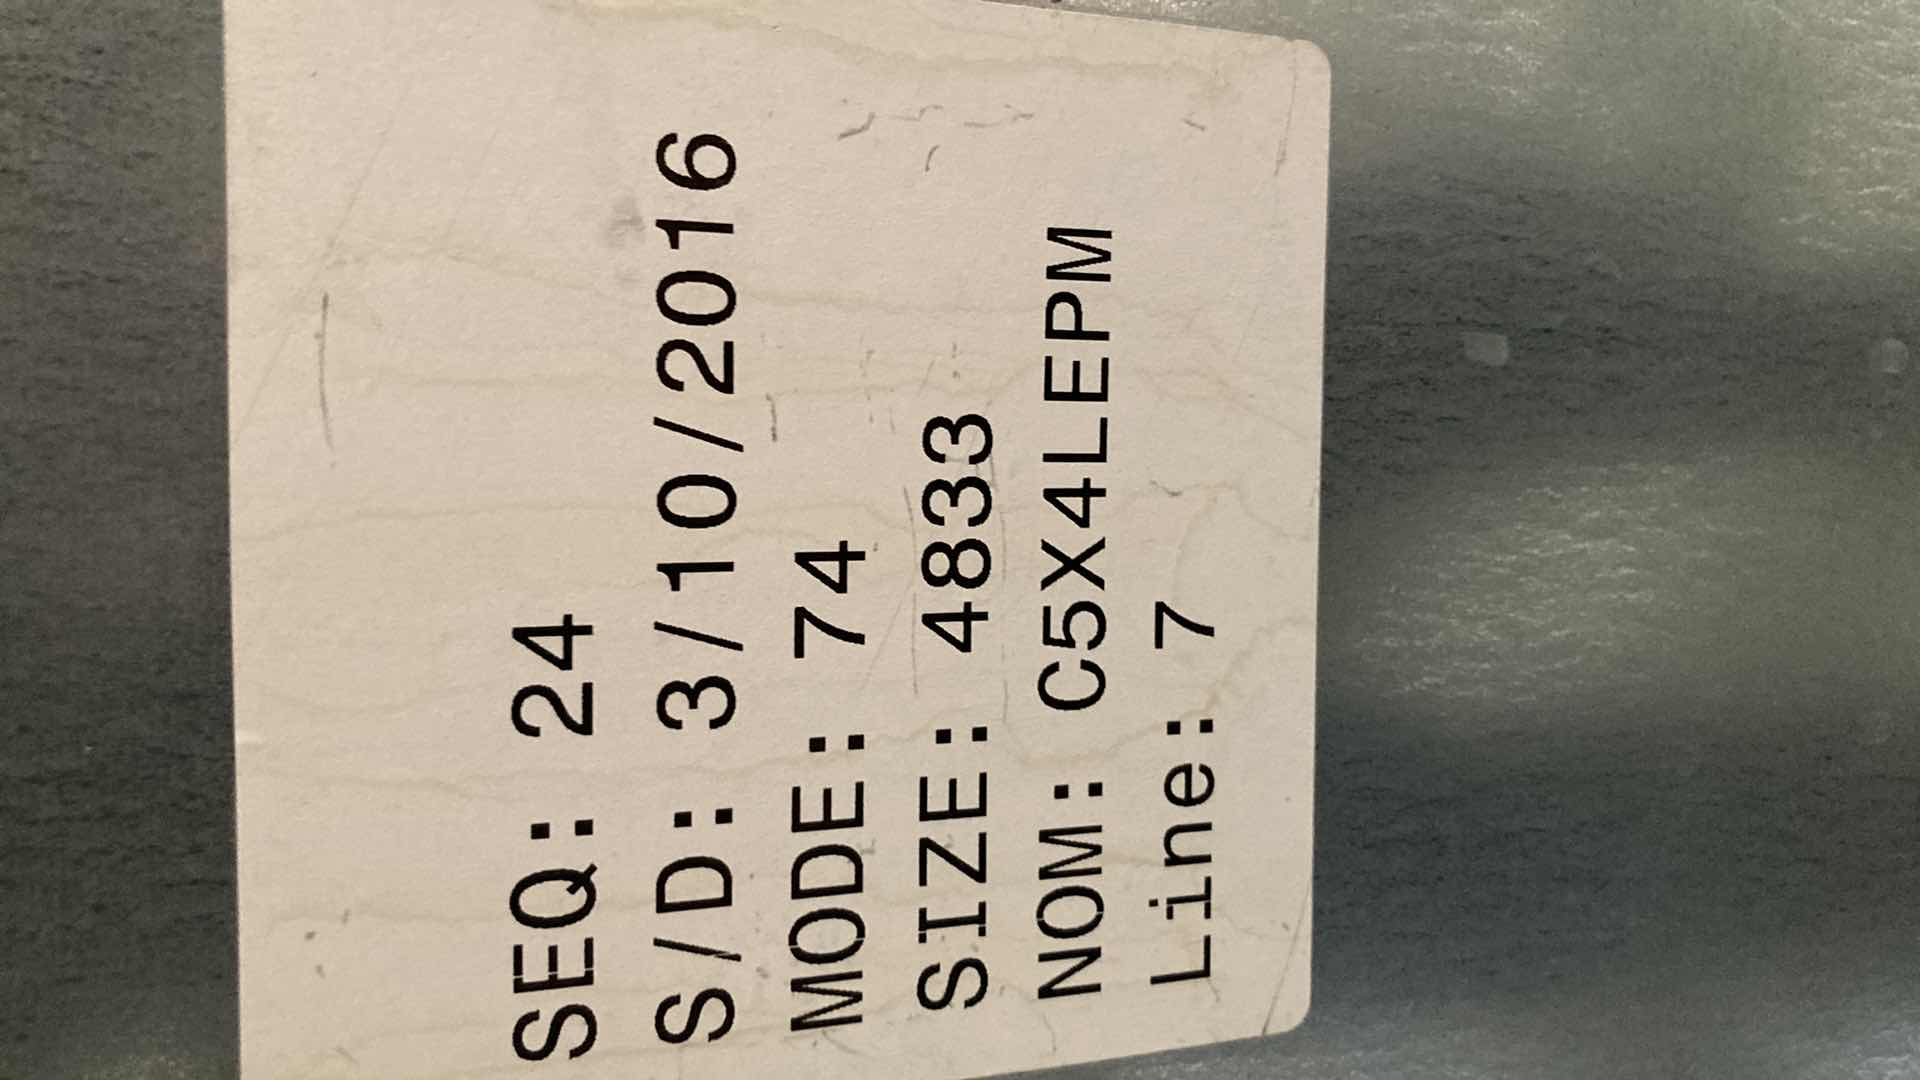 SEQ: 24
S/D: 3/10/2016
MODE: 74
SIZE: 4833
NOM: C5X4LEPM
Line: 7